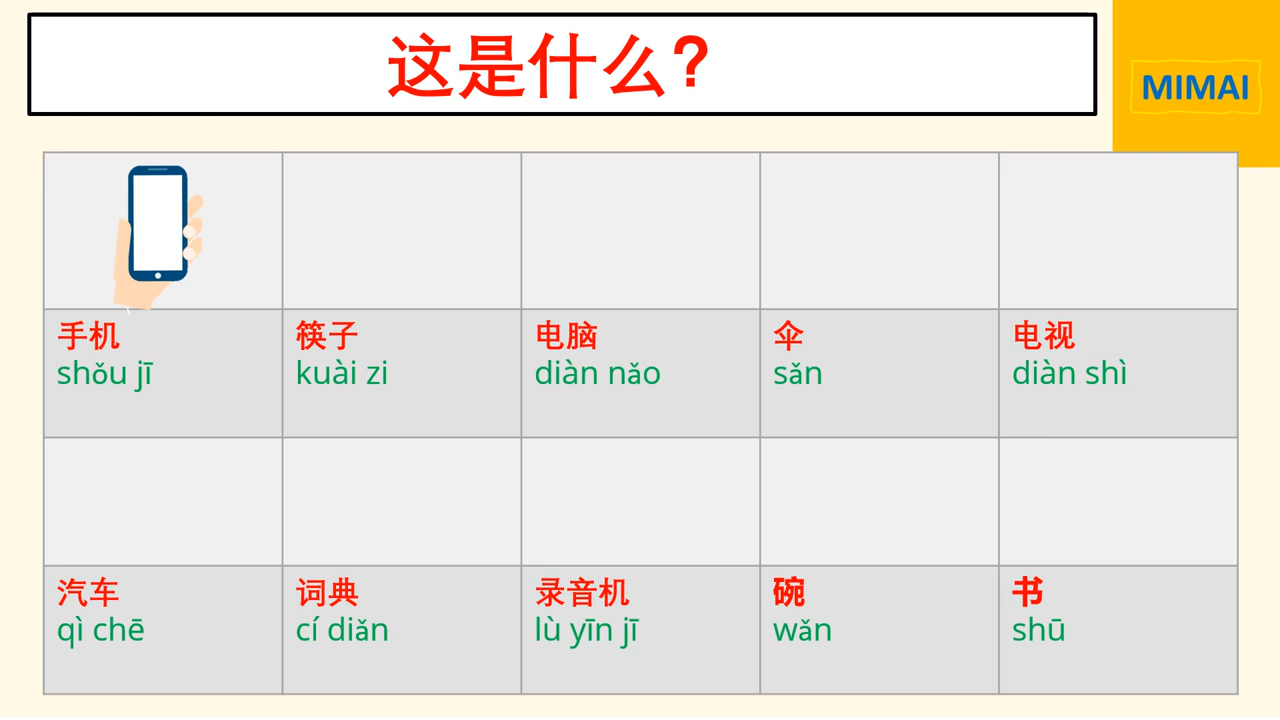 这是什么?
MIMAI
手机
shǒu jī
筷子
kuài zi
电脑
diàn nǎo
伞
sǎn
电视
diàn shì
汽车
qì chē
词典
cí diǎn
录音机
lù yīn jī
碗
wǎn
书
shū